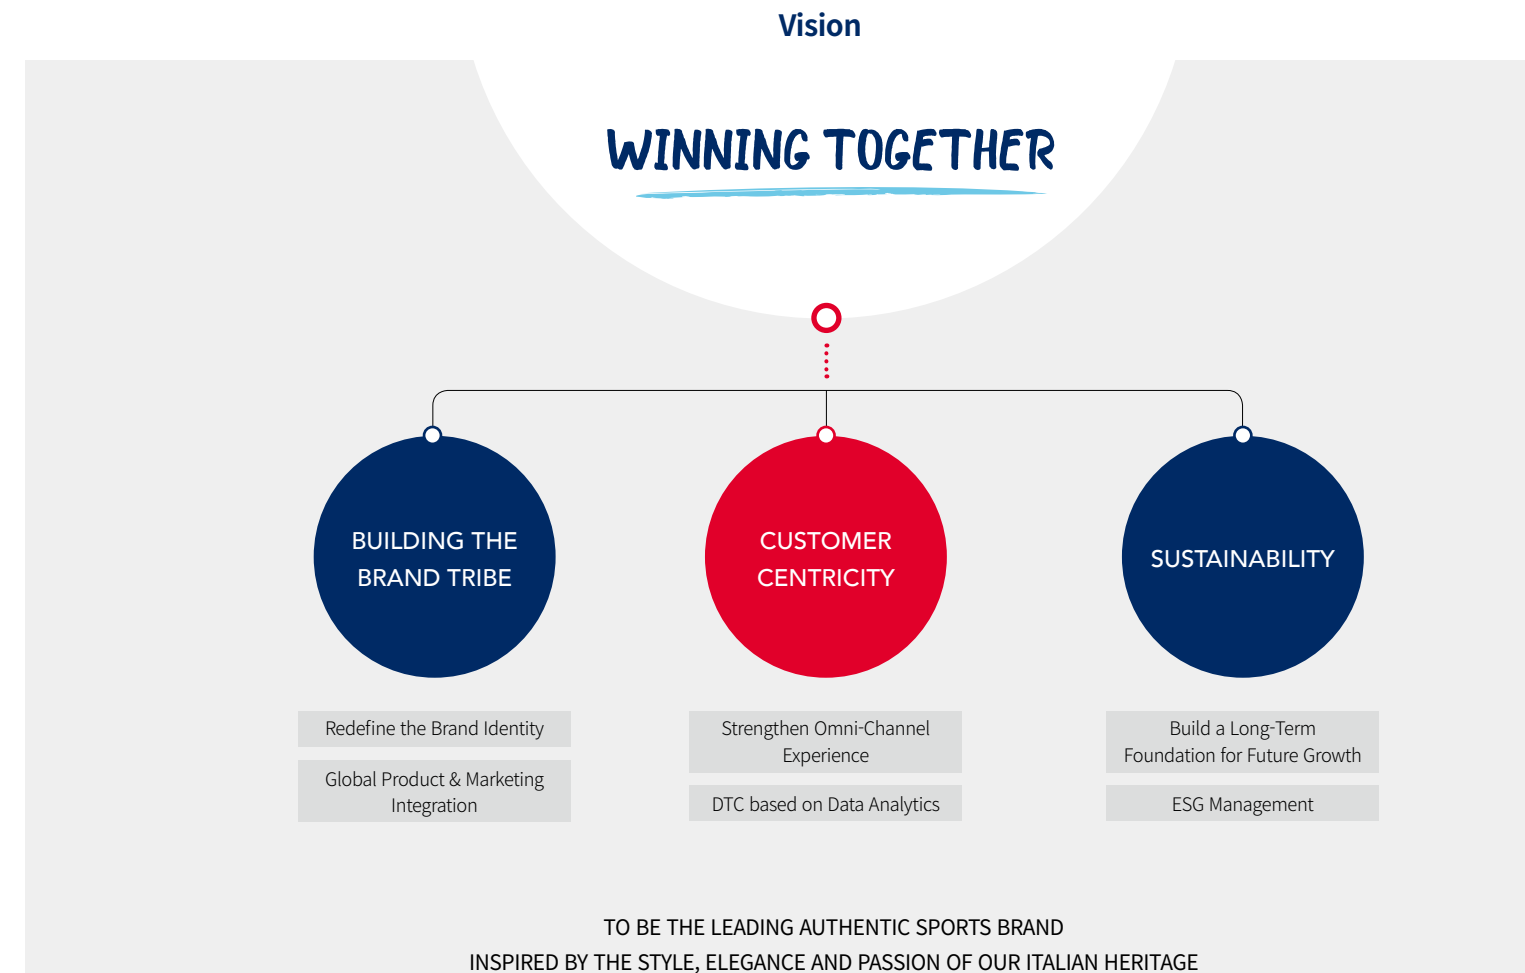 Vision
WINNING TOGETHER
BUILDING THE
BRAND TRIBE
CUSTOMER
CENTRICITY
SUSTAINABILITY
Redefine the Brand Identity
Global Product & Marketing
Integration
Strengthen Omni-Channel
Experience
DTC based on Data Analytics
Build a Long-Term
Foundation for Future Growth
ESG Management
TO BE THE LEADING AUTHENTIC SPORTS BRAND
INSPIRED BY THE STYLE, ELEGANCE AND PASSION OF OUR ITALIAN HERITAGE